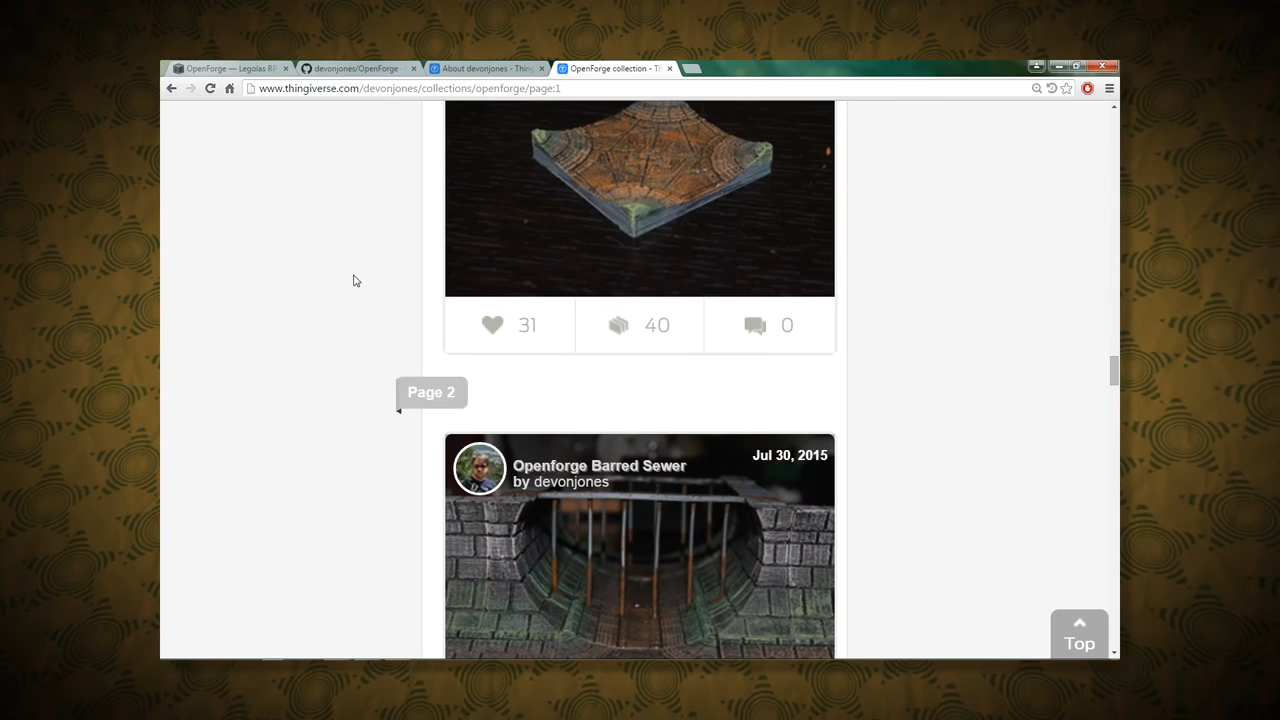 OpenForge — Legolas RP
devonjones/OpenForge
About devonjones - Thing
OpenForge collection - Th
www.thingiverse.com/devonjones/collections/openforge/page:1
31
40
0
Page 2
Jul 30, 2015
Openforge Barred Sewer
by devonjones
Top